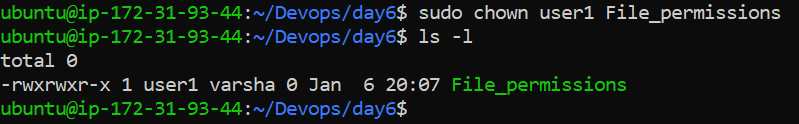 ubuntu@ip-172-31-93-44:~/Devops/day6$ sudo chown user1 File_permissions
ubuntu@ip-172-31-93-44:~/Devops/day6$ ls -l
total 0
-rwxrwxr-x 1 user1 varsha 0 Jan  6 20:07 File_permissions
ubuntu@ip-172-31-93-44:~/Devops/day6$